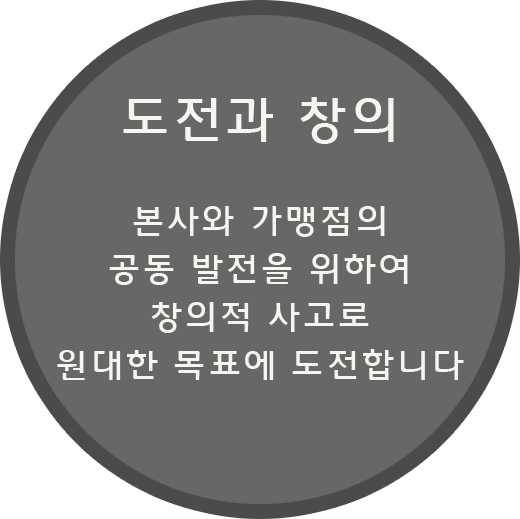 도전과 창의
본사와 가맹점의
공동 발전을 위하여
창의적 사고로
원대한 목표에 도전합니다